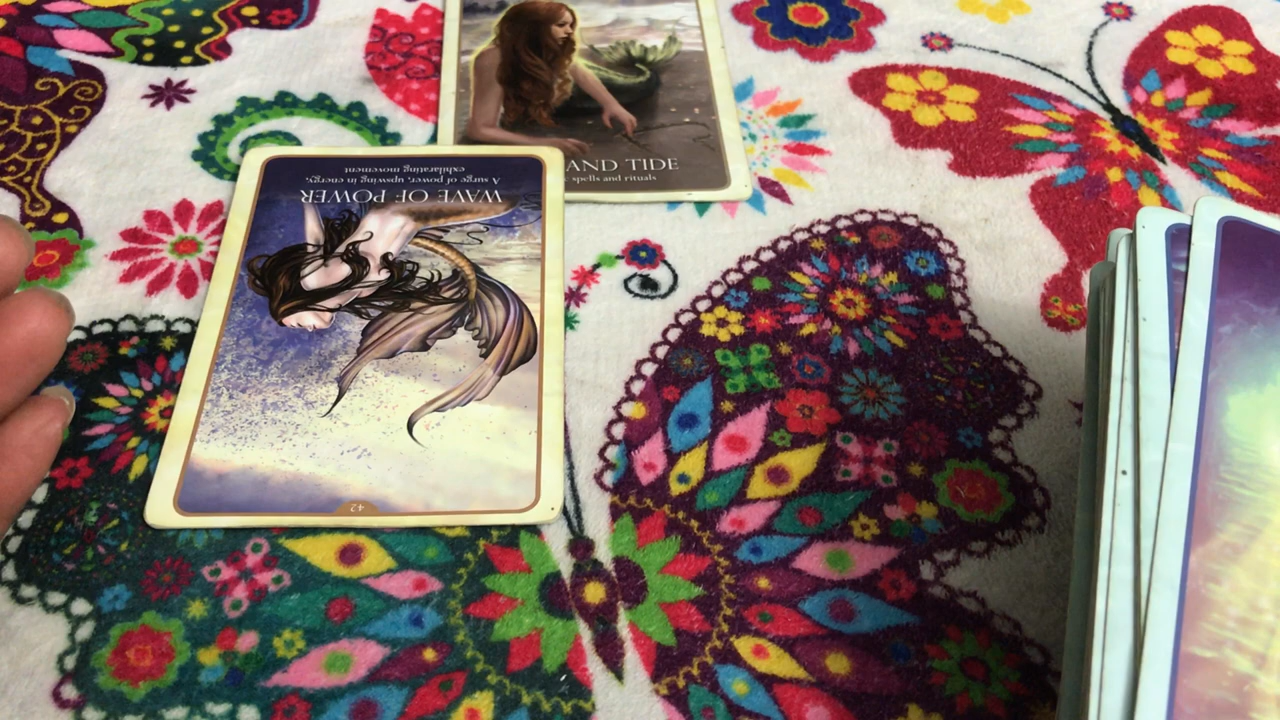 AND TIDE
spells and rituals
WAVE OF POWER
A surge of power, upswing in energy,
exhilarating movement
42